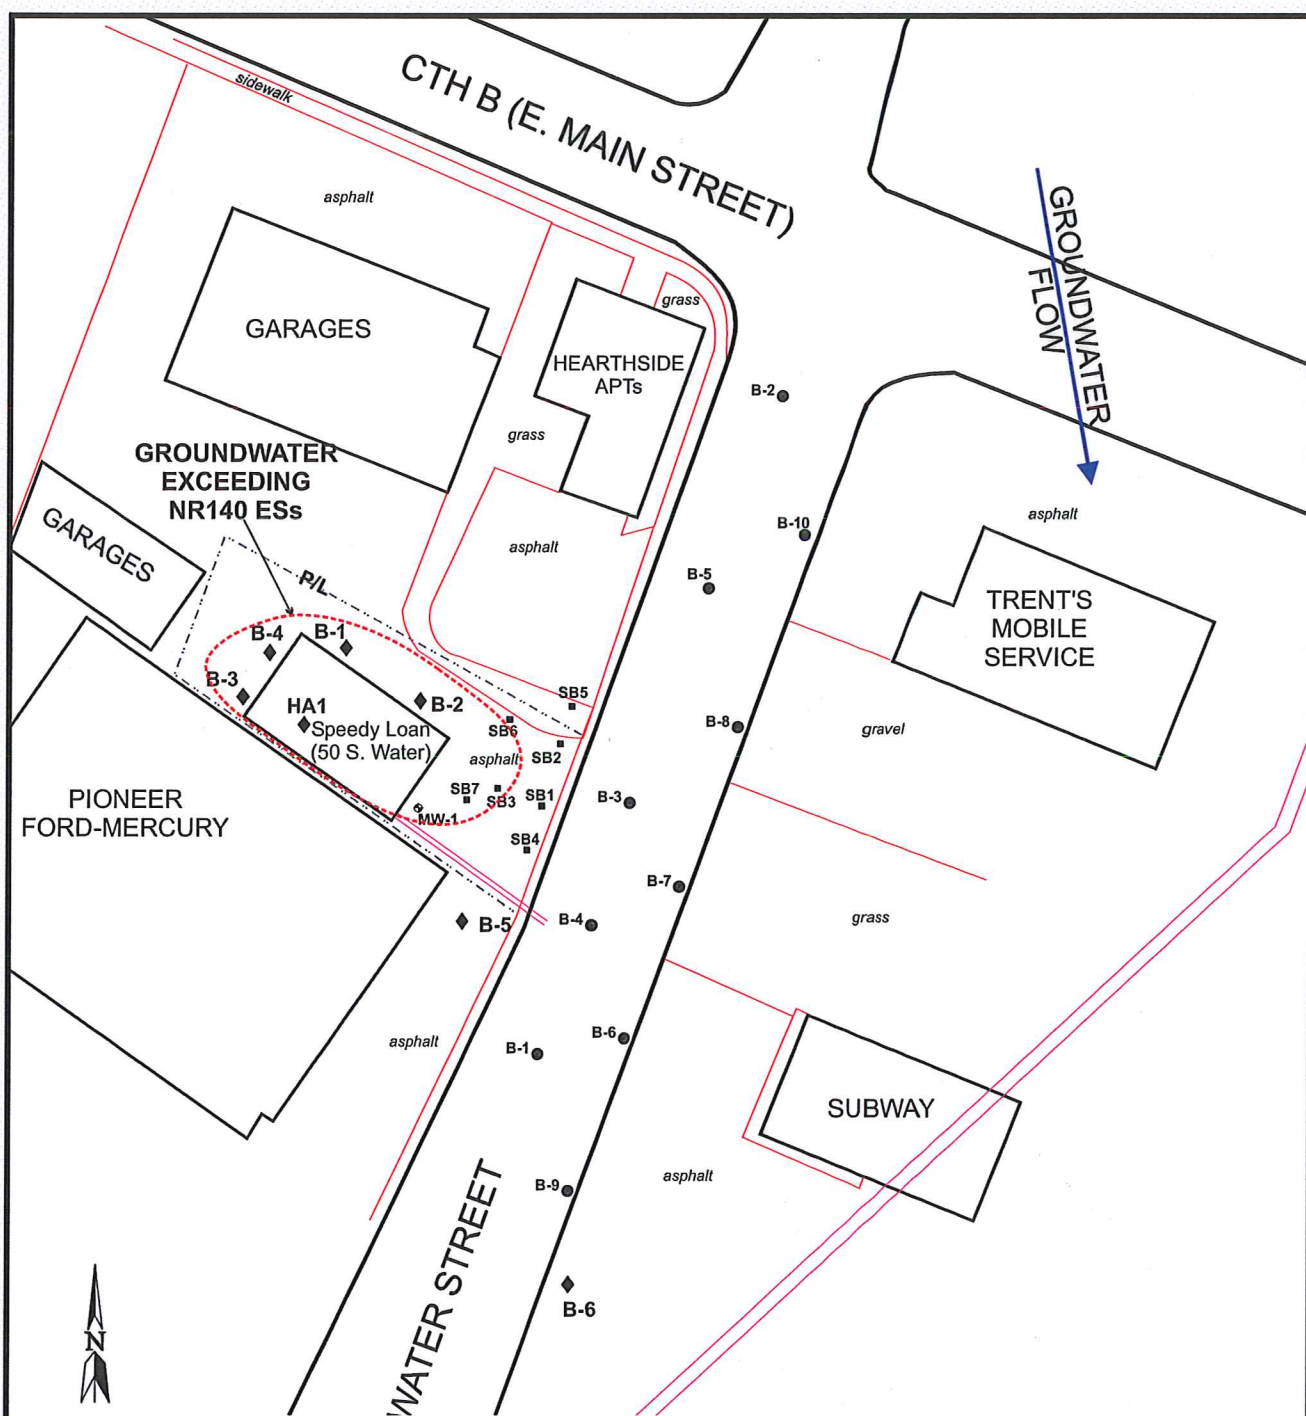 sidewalk
CTH B (E. MAIN STREET)
asphalt
GROUNDWATER
FLOW
grass
GARAGES
HEARTHSIDE
APTs
B-2
grass
GROUNDWATER
EXCEEDING
NR140 ESs
asphalt
B-10
GARAGES
asphalt
P/L
B-5
TRENT'S
MOBILE
SERVICE
B-4
B-1
B-3
B-2
SB5
HA1
Speedy Loan
(50 S. Water)
SB6
B-8
gravel
asphalt
SB2
SB7
SB3
SB1
B-3
PIONEER
FORD-MERCURY
MW-1
SB4
B-7
B-5
B-4
grass
asphalt
B-1
B-6
SUBWAY
asphalt
B-9
WATER STREET
B-6
N